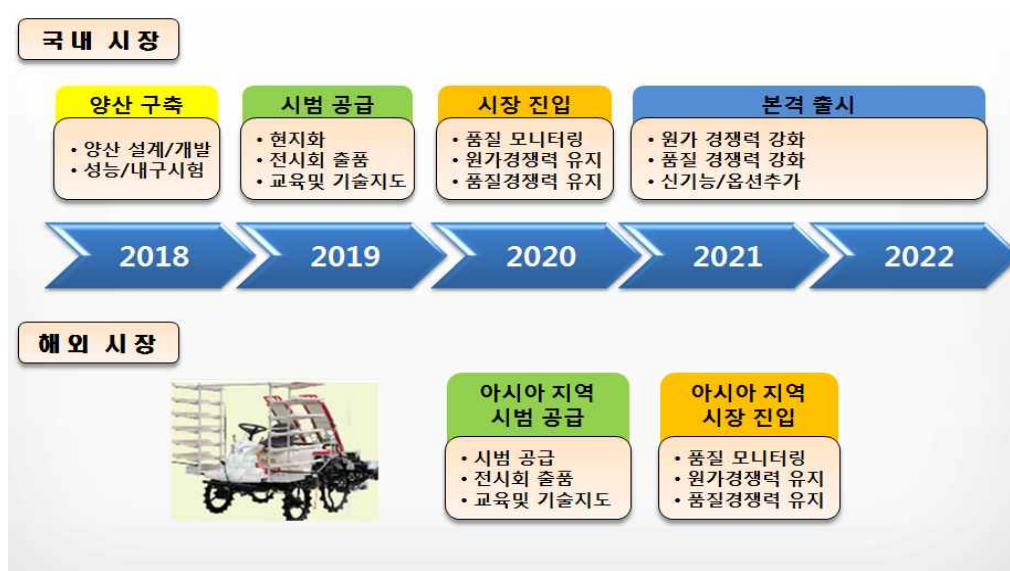 국내 시장
양산 구축
• 양산 설계/개발
• 성능/내구시험
시범 공급
• 현지화
• 전시회 출품
• 교육및 기술지도
시장 진입
• 품질 모니터링
• 원가경쟁력 유지
• 품질경쟁력 유지
본격 출시
• 원가 경쟁력 강화
• 품질 경쟁력 강화
• 신기능/옵션추가
2018
2019
2020
2021
2022
해외 시장
아시아 지역
시범 공급
• 시범 공급
• 전시회 출품
• 교육및 기술지도
아시아 지역
시장 진입
• 품질 모니터링
• 원가경쟁력 유지
• 품질경쟁력 유지